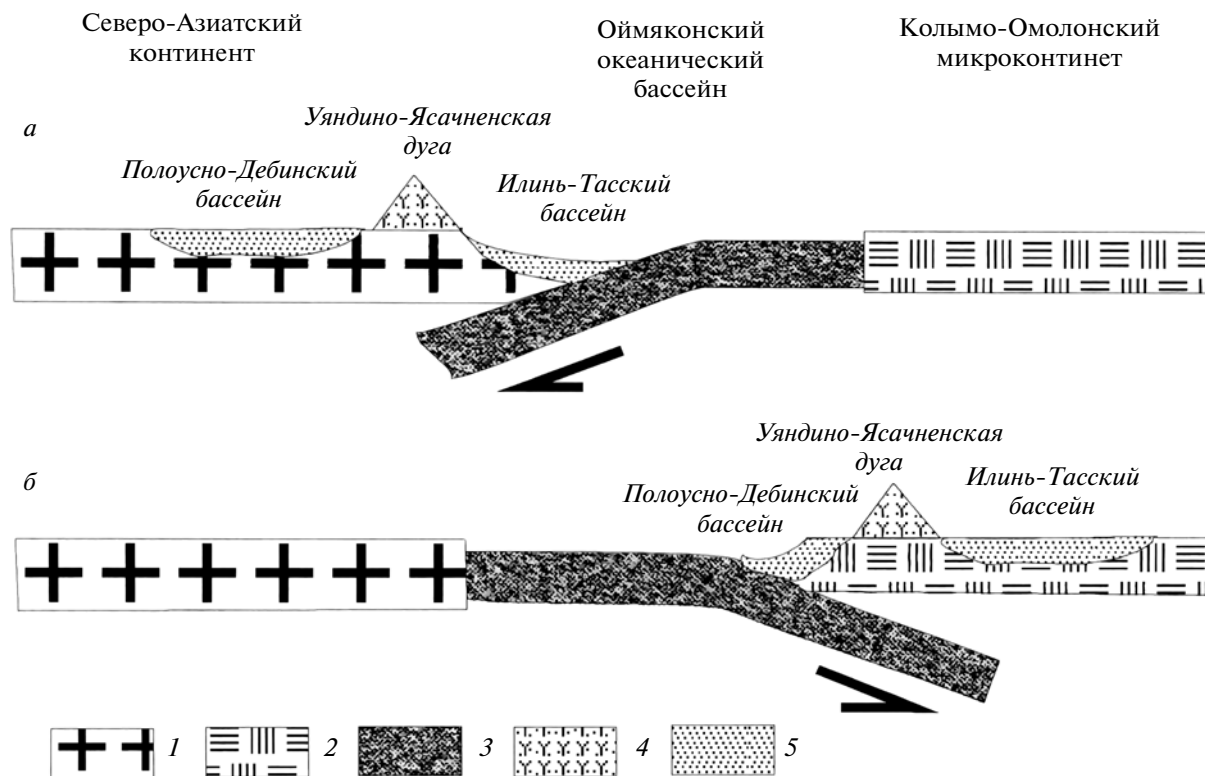 Северо-Азиатский
континент
Оймяконский
океанический
бассейн
Колымо-Омолонский
микроконтинет
а
Уяндино-Ясачненская
дуга
Полоусно-Дебинский
бассейн
Илинь-Тасский
бассейн
б
Уяндино-Ясачненская
дуга
Полоусно-Дебинский
бассейн
Илинь-Тасский
бассейн
1 2 3 4 5